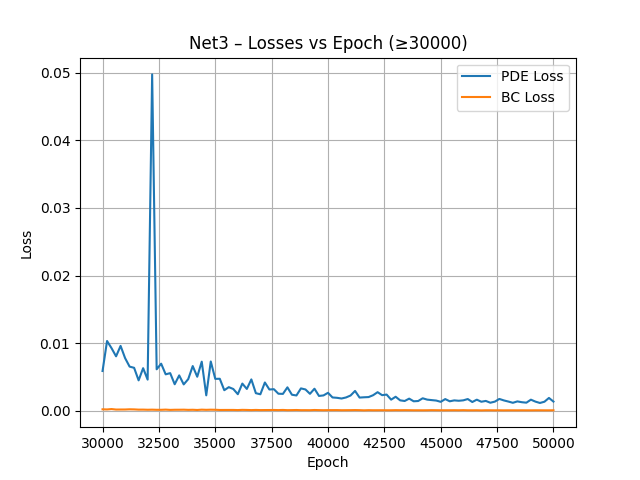 Net3 – Losses vs Epoch (≥30000)
PDE Loss
BC Loss
0.05
0.04
0.03
0.02
0.01
0.00
Loss
30000 32500 35000 37500 40000 42500 45000 47500 50000
Epoch